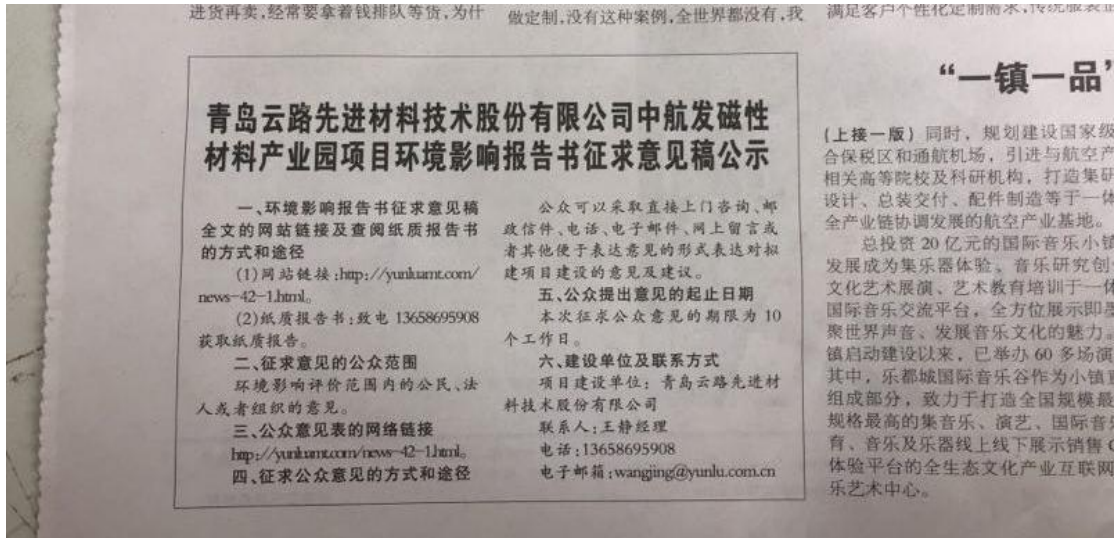 进货再卖,经常要拿着钱排队等货,为什
做定制,没有这种案例,全世界都没有,我
满足客户个性化定制需求,传统服装企
青岛云路先进材料技术股份有限公司中航发磁性
材料产业园项目环境影响报告书征求意见稿公示
一、环境影响报告书征求意见稿
全文的网站链接及查阅纸质报告书
的方式和途径
(1)网站链接:http://yunluamt.com/
news-42-1.html。
(2)纸质报告书:致电 13658695908
获取纸质报告。
二、征求意见的公众范围
环境影响评价范围内的公民、法
人或者组织的意见。
三、公众意见表的网络链接
http://yunluamt.com/news-42-1.html。
四、征求公众意见的方式和途径
公众可以采取直接上门咨询、邮
政信件、电话、电子邮件、网上留言或
者其他便于表达意见的形式表达对拟
建项目建设的意见及建议。
五、公众提出意见的起止日期
本次征求公众意见的期限为 10
个工作日。
六、建设单位及联系方式
项目建设单位：青岛云路先进材
料技术股份有限公司
联系人:王静经理
电话:13658695908
电子邮箱:wangjing@yunlu.com.cn
“一镇一品”
(上接一版) 同时，规划建设国家级
合保税区和通航机场，引进与航空产
相关高等院校及科研机构，打造集研
设计、总装交付、配件制造等于一体
全产业链协调发展的航空产业基地。
总投资 20 亿元的国际音乐小镇
发展成为集乐器体验、音乐研究创
文化艺术展演、艺术教育培训于一体
国际音乐交流平台，全方位展示即墨
聚世界声音、发展音乐文化的魅力。
镇启动建设以来，已举办 60 多场演
其中，乐都城国际音乐谷作为小镇重
组成部分，致力于打造全国规模最
规格最高的集音乐、演艺、国际音乐
育、音乐及乐器线上线下展示销售
体验平台的全生态文化产业互联网
乐艺术中心。